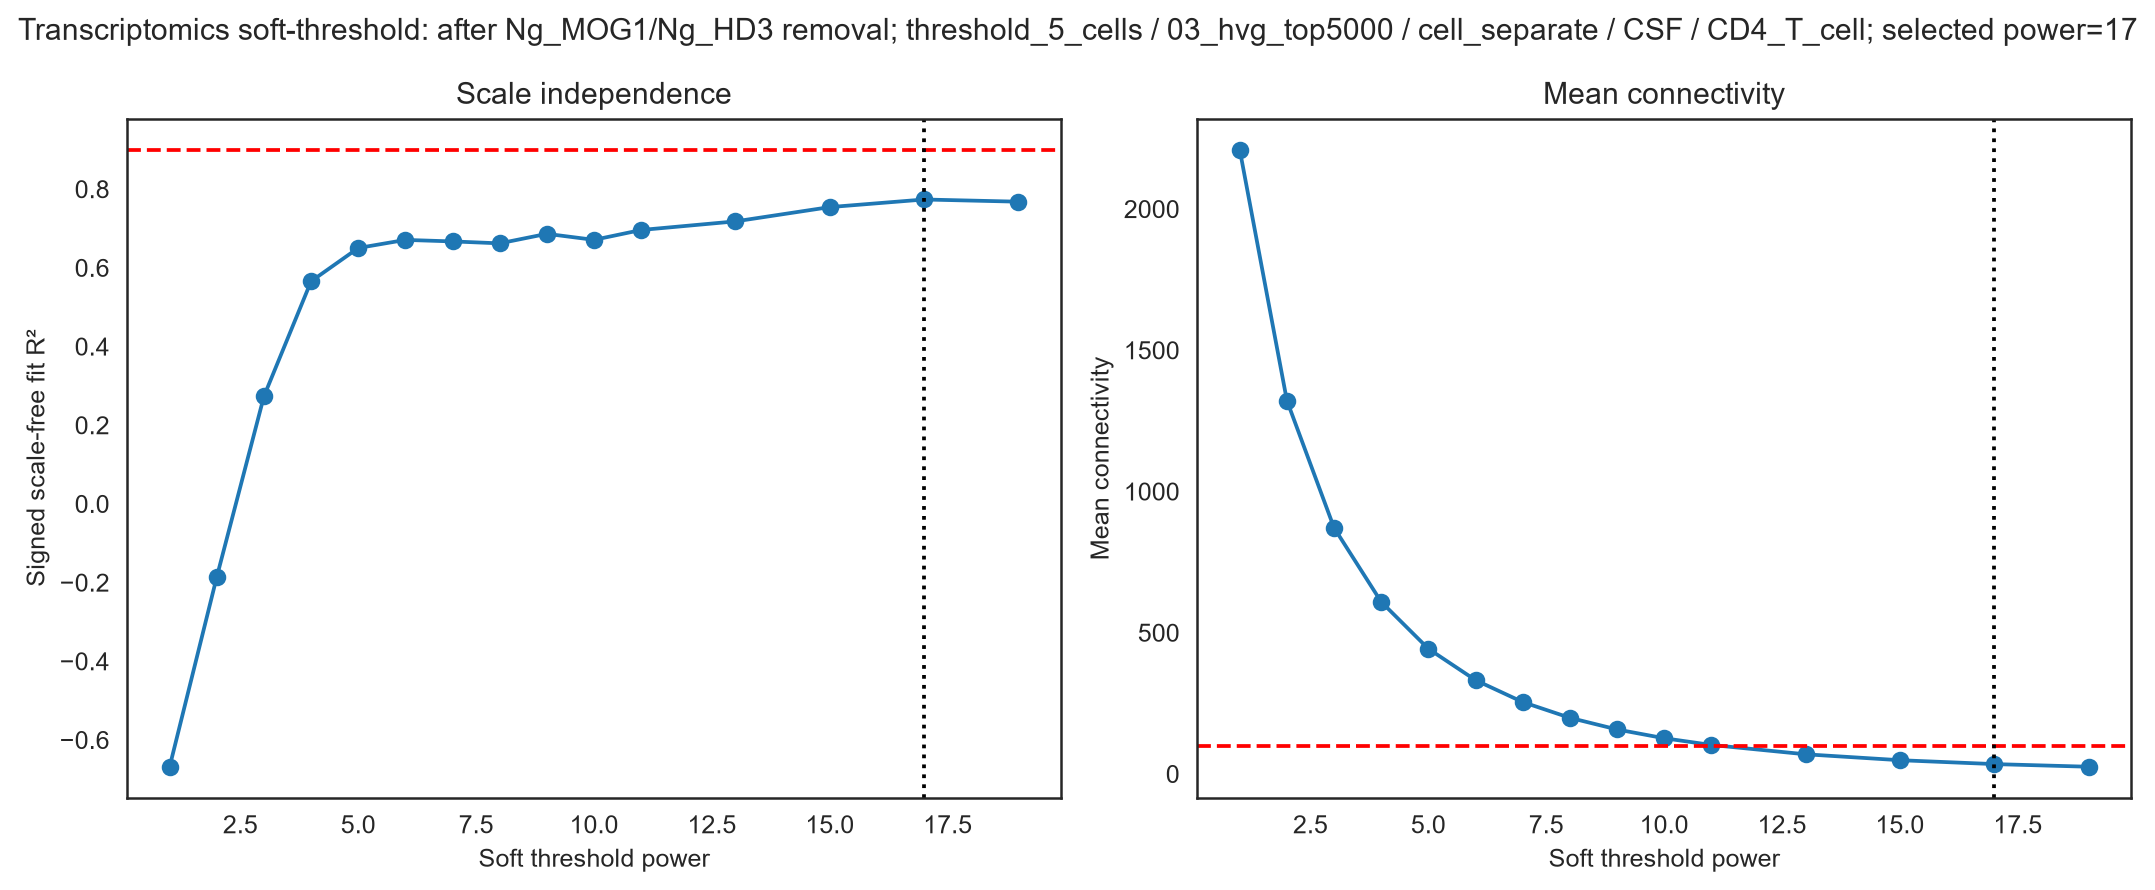 Transcriptomics soft-threshold: after Ng_MOG1/Ng_HD3 removal; threshold_5_cells / 03_hvg_top5000 / cell_separate / CSF / CD4_T_cell; selected power=17
Scale independence
Signed scale-free fit R²
0.8
0.6
0.4
0.2
0.0
−0.2
−0.4
−0.6
2.5 5.0 7.5 10.0 12.5 15.0 17.5
Soft threshold power
Mean connectivity
Mean connectivity
2000
1500
1000
500
0
2.5 5.0 7.5 10.0 12.5 15.0 17.5
Soft threshold power